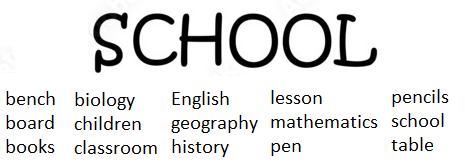 SCHOOL
bench biology English lesson pencils
board children geography mathematics school
books classroom history pen table